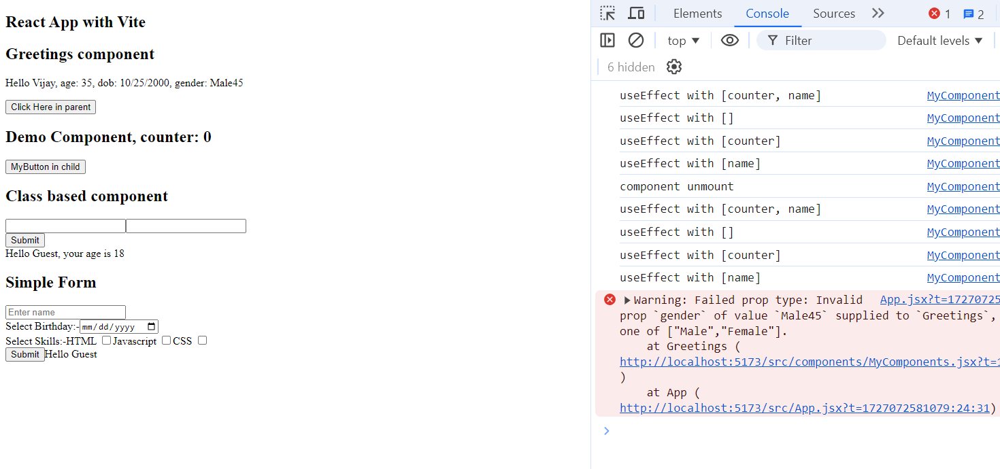 React App with Vite
Greetings component
Hello Vijay, age: 35, dob: 10/25/2000, gender: Male45
Click Here in parent
Demo Component, counter: 0
MyButton in child
Class based component
Submit
Hello Guest, your age is 18
Simple Form
Enter name
Select Birthday:-mm/dd/yyyy
Select Skills:-HTML Javascript CSS
Submit Hello Guest
Elements Console Sources 1 2
top Filter Default levels
6 hidden
useEffect with [counter, name] MyComponent
useEffect with [] MyComponent
useEffect with [counter] MyComponent
useEffect with [name] MyComponent
component unmount MyComponent
useEffect with [counter, name] MyComponent
useEffect with [] MyComponent
useEffect with [counter] MyComponent
useEffect with [name] MyComponent
Warning: Failed prop type: Invalid App.jsx?t=17270725
prop `gender` of value `Male45` supplied to `Greetings`,
one of ["Male","Female"].
at Greetings (
http://localhost:5173/src/components/MyComponents.jsx?t=1
)
at App (
http://localhost:5173/src/App.jsx?t=1727072581079:24:31)